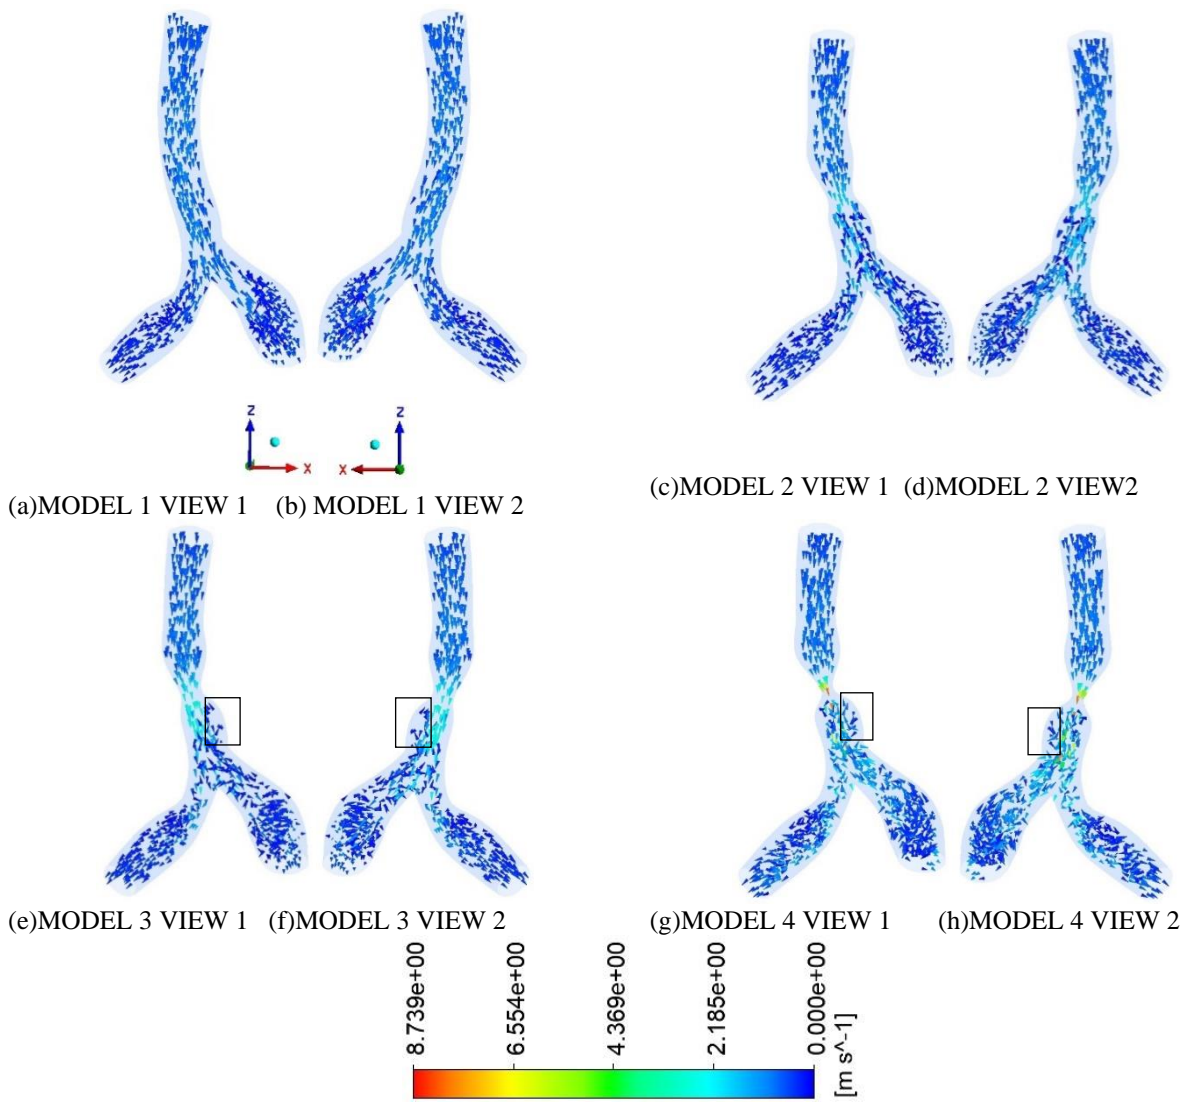 Z Z
X X
(a)MODEL 1 VIEW 1 (b) MODEL 1 VIEW 2
(c)MODEL 2 VIEW 1 (d)MODEL 2 VIEW2
(e)MODEL 3 VIEW 1 (f)MODEL 3 VIEW 2
(g)MODEL 4 VIEW 1 (h)MODEL 4 VIEW 2
8.739e+00
6.554e+00
4.369e+00
2.185e+00
0.000e+00
[m s^-1]